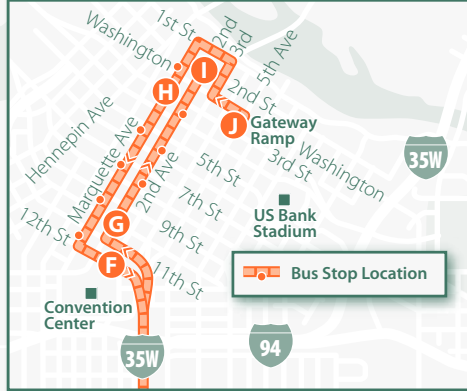 1st St
2nd
3rd
Washington
5th Ave
I
2nd St
H
J
Gateway
Ramp
Washington
3rd St
Hennepin Ave
Marquette Ave
2nd Ave
5th St
35W
7th St
US Bank
Stadium
12th St
G
9th St
F
11th St
Bus Stop Location
Convention
Center
35W
94